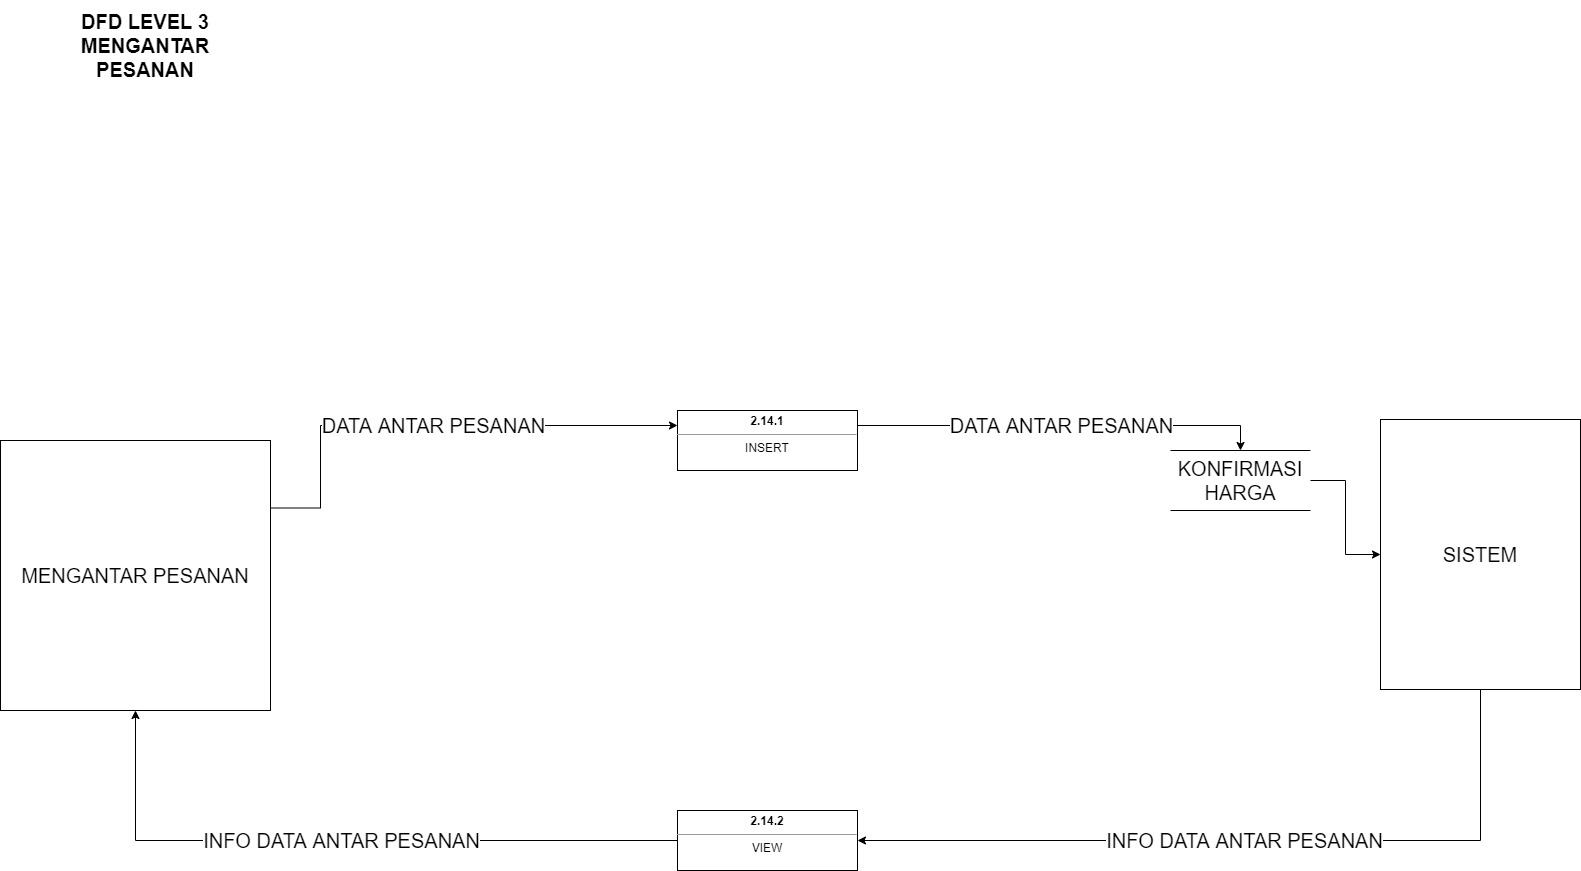 DFD LEVEL 3
MENGANTAR
PESANAN
DATA ANTAR PESANAN
2.14.1
INSERT
DATA ANTAR PESANAN
KONFIRMASI
HARGA
MENGANTAR PESANAN
SISTEM
INFO DATA ANTAR PESANAN
2.14.2
VIEW
INFO DATA ANTAR PESANAN